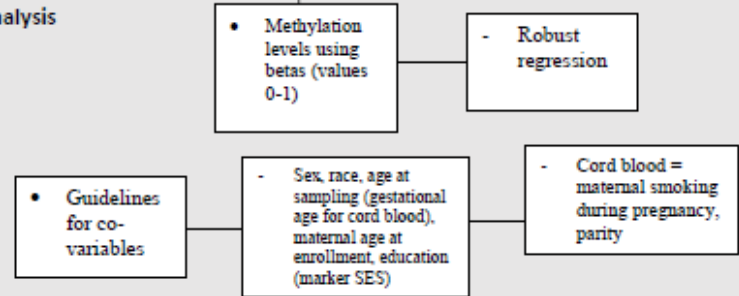 nalysis
• Methylation
levels using
betas (values
0-1)
- Robust
regression
• Guidelines
for co-
variables
- Sex, race, age at
sampling (gestational
age for cord blood),
maternal age at
enrollment, education
(marker SES)
- Cord blood =
maternal smoking
during pregnancy,
parity